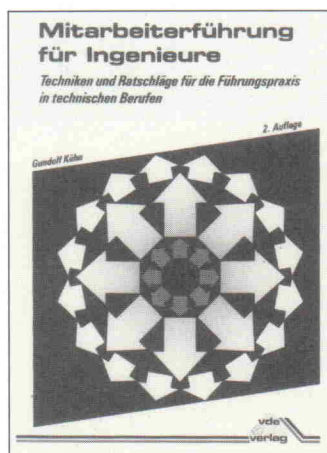 Mitarbeiterführung
für Ingenieure
Techniken und Ratschläge für die Führungspraxis
in technischen Berufen
2. Auflage
Gundolf Kühn
vde
verlag